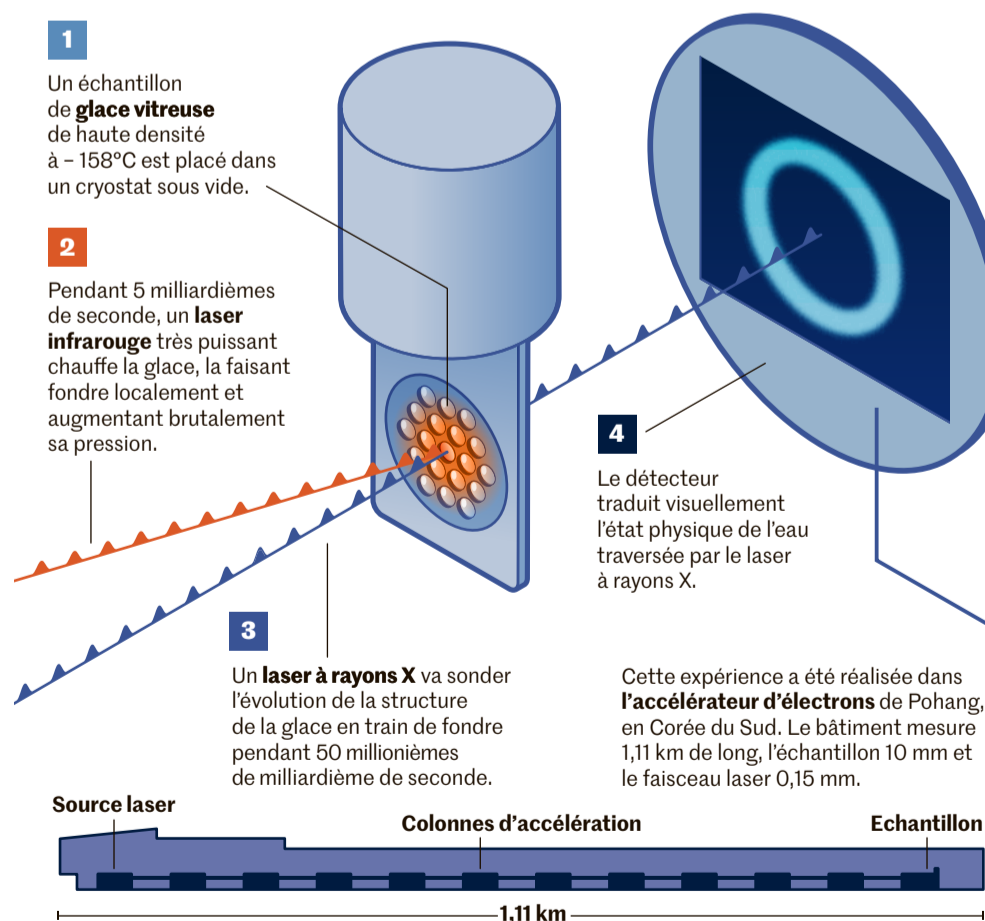 1
Un échantillon
de glace vitreuse
de haute densité
à – 158°C est placé dans
un cryostat sous vide.
2
Pendant 5 milliardièmes
de seconde, un laser
infrarouge très puissant
chauffe la glace, la faisant
fondre localement et
augmentant brutalement
sa pression.
3
Un laser à rayons X va sonder
l’évolution de la structure
de la glace en train de fondre
pendant 50 millionièmes
de milliardième de seconde.
4
Le détecteur
traduit visuellement
l’état physique de l’eau
traversée par le laser
à rayons X.
Cette expérience a été réalisée dans
l’accélérateur d’électrons de Pohang,
en Corée du Sud. Le bâtiment mesure
1,11 km de long, l’échantillon 10 mm et
le faisceau laser 0,15 mm.
Source laser
Colonnes d’accélération
Echantillon
1,11 km